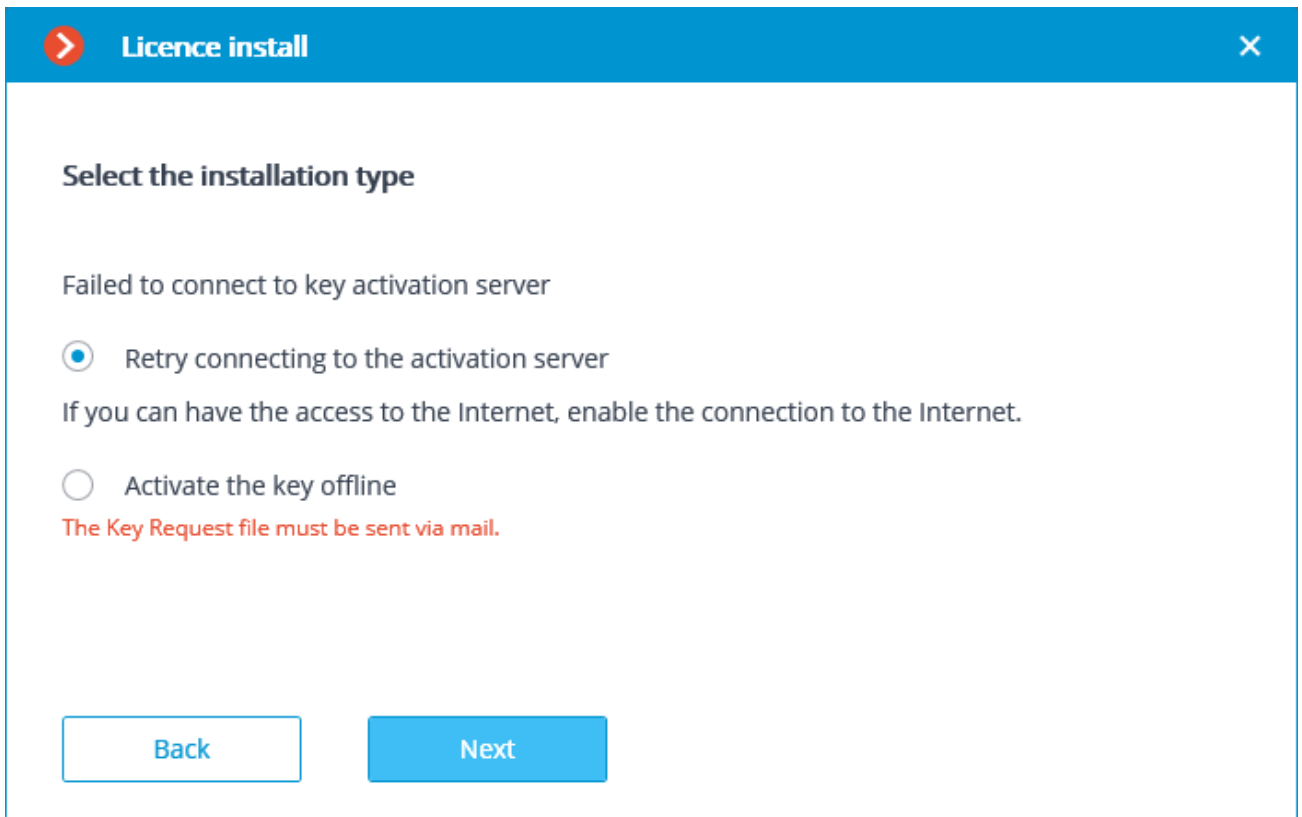 Licence install
Select the installation type
Failed to connect to key activation server
Retry connecting to the activation server
If you can have the access to the Internet, enable the connection to the Internet.
Activate the key offline
The Key Request file must be sent via mail.
Back Next